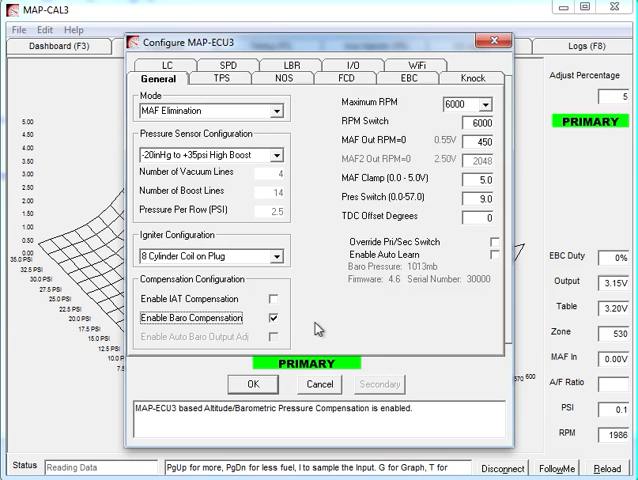 MAP-CAL3
File Edit Help
Dashboard (F3)
Logs (F8)
Configure MAP-ECU3
LC SPD LBR I/O WiFi
General TPS NOS FCD EBC Knock
Mode
MAF Elimination
Pressure Sensor Configuration
-20inHg to +35psi High Boost
Number of Vacuum Lines 4
Number of Boost Lines 14
Pressure Per Row (PSI) 2.5
Igniter Configuration
8 Cylinder Coil on Plug
Compensation Configuration
Enable IAT Compensation
Enable Baro Compensation
Enable Auto Baro Output Adj
Maximum RPM 6000
RPM Switch 6000
MAF Out RPM=0 0.55V 450
MAF2 Out RPM=0 2.50V 2048
MAF Clamp (0.0 - 5.0V) 5.0
Pres Switch (0.0-57.0) 9.0
TDC Offset Degrees 0
Override Pri/Sec Switch
Enable Auto Learn
Baro Pressure: 1013mb
Firmware: 4.6 Serial Number: 30000
PRIMARY
OK Cancel Secondary
MAP-ECU3 based Altitude/Barometric Pressure Compensation is enabled.
5.00
4.50
4.00
3.50
3.00
2.50
2.00
1.50
1.00
0.50
0.00
35.0 PSI
32.5 PSI
30.0 PSI
27.5 PSI
25.0 PSI
22.5 PSI
20.0 PSI
17.5 PSI
15.0 PSI
12.5 PSI
10.0
7.5
600
Adjust Percentage
5
PRIMARY
EBC Duty 0%
Output 3.15V
Table 3.20V
Zone 530
MAF In 0.00V
A/F Ratio
PSI 0.1
RPM 1986
Status Reading Data PgUp for more, PgDn for less fuel, I to sample the Input. G for Graph, T for Disconnect FollowMe Reload